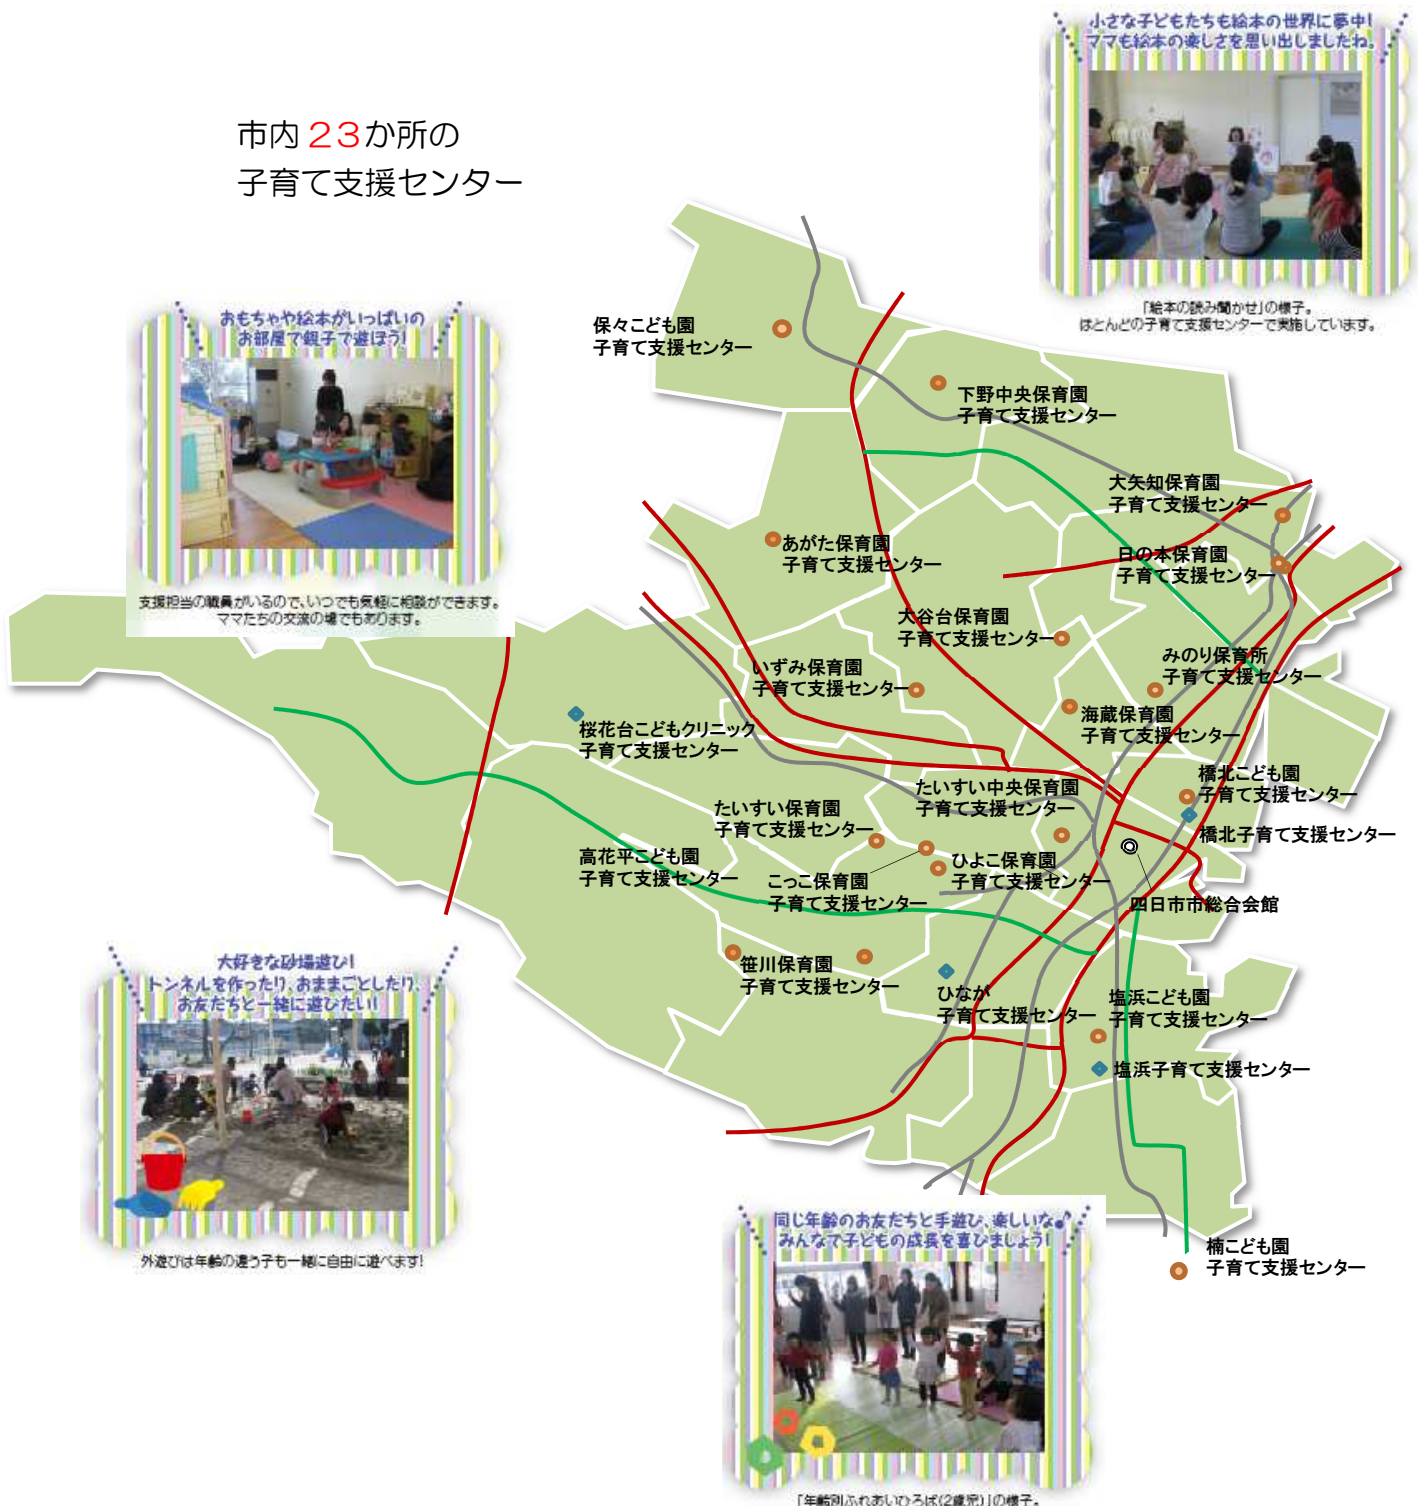 小さな子どもたちも絵本の世界に夢中!
ママも絵本の楽しさを思い出しましたね。
「絵本の読み聞かせ」の様子。
ほとんどの子育て支援センターで実施しています。
市内23か所の
子育て支援センター
おもちゃや絵本がいっぱいの
お部屋で親子で遊ぼう!
支援担当の職員がいるので、いつでも気軽に相談ができます。
ママたちの交流の場でもあります。
保々こども園
子育て支援センター
下野中央保育園
子育て支援センター
大矢知保育園
子育て支援センター
あがた保育園
子育て支援センター
日の本保育園
子育て支援センター
大谷台保育園
子育て支援センター
いずみ保育園
子育て支援センター
みのり保育所
子育て支援センター
海蔵保育園
子育て支援センター
桜花台こどもクリニック
子育て支援センター
橋北こども園
子育て支援センター
たいすい中央保育園
子育て支援センター
たいすい保育園
子育て支援センター
橋北子育て支援センター
高花平こども園
子育て支援センター
こっこ保育園
子育て支援センター
ひよこ保育園
子育て支援センター
四日市市総合会館
笹川保育園
子育て支援センター
ひなが
子育て支援センター
塩浜こども園
子育て支援センター
塩浜子育て支援センター
楠こども園
子育て支援センター
大好きな砂場遊び!
トンネルを作ったり、おままごとしたり、
お友だちと一緒に遊びたい!
外遊びは年齢の違う子も一緒に自由に遊べます!
同じ年齢のお友だちと手遊び、楽しいな♪
みんなで子どもの成長を喜びましょう!
「年齢別ふれあいひろば(2歳児)」の様子。